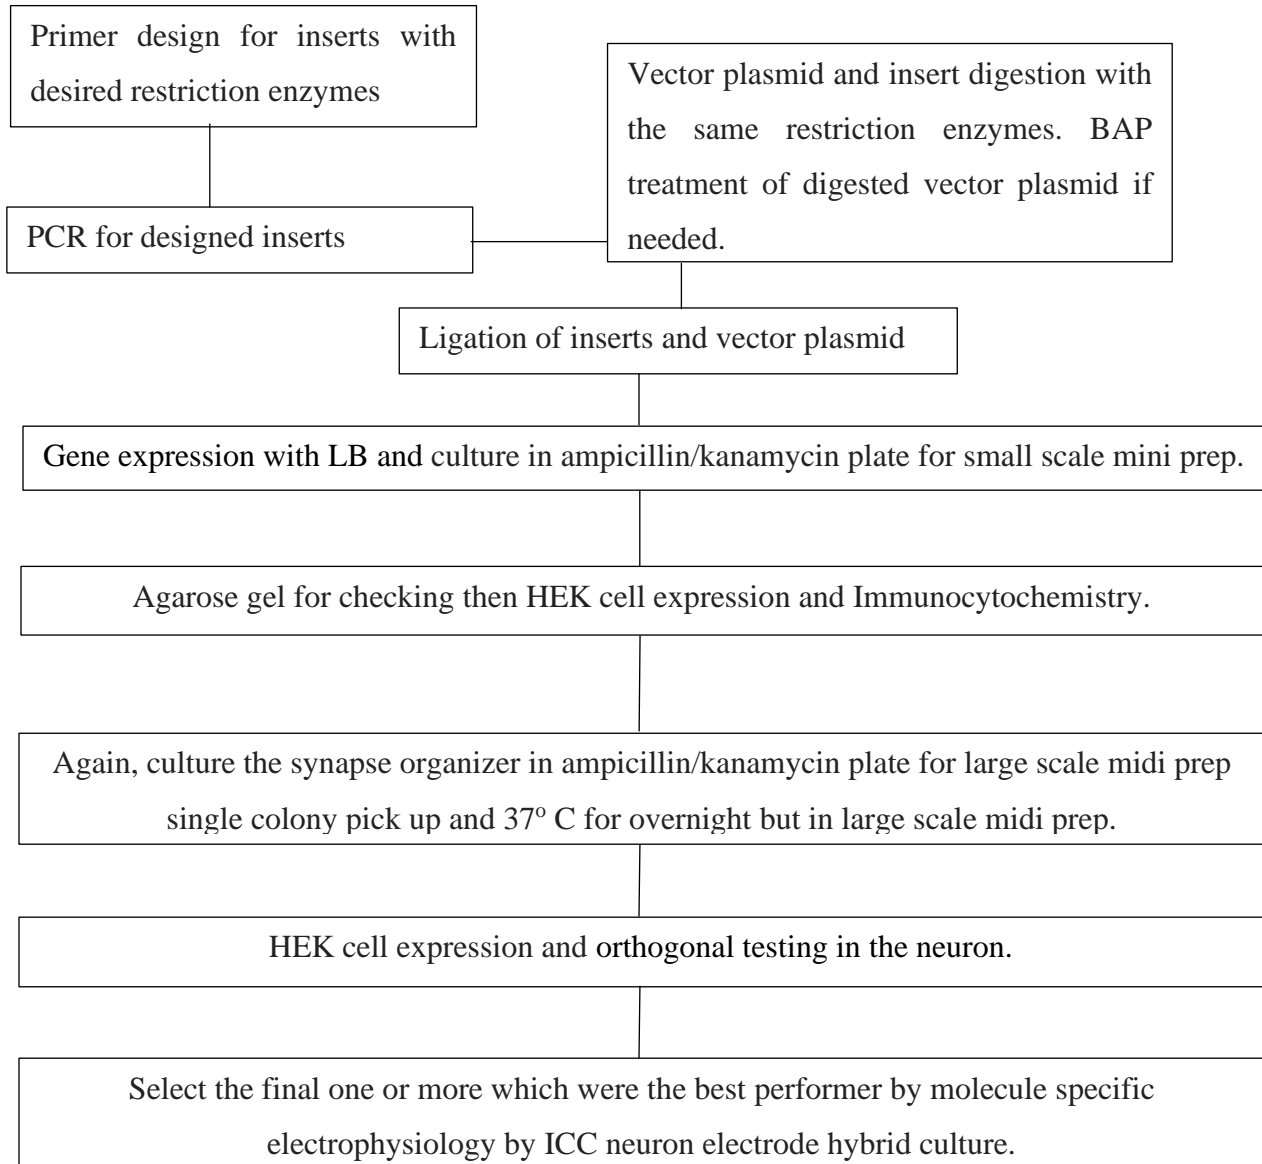 Primer design for inserts with
desired restriction enzymes
Vector plasmid and insert digestion with
the same restriction enzymes. BAP
treatment of digested vector plasmid if
needed.
PCR for designed inserts
Ligation of inserts and vector plasmid
Gene expression with LB and culture in ampicillin/kanamycin plate for small scale mini prep.
Agarose gel for checking then HEK cell expression and Immunocytochemistry.
Again, culture the synapse organizer in ampicillin/kanamycin plate for large scale midi prep
single colony pick up and 37° C for overnight but in large scale midi prep.
HEK cell expression and orthogonal testing in the neuron.
Select the final one or more which were the best performer by molecule specific
electrophysiology by ICC neuron electrode hybrid culture.